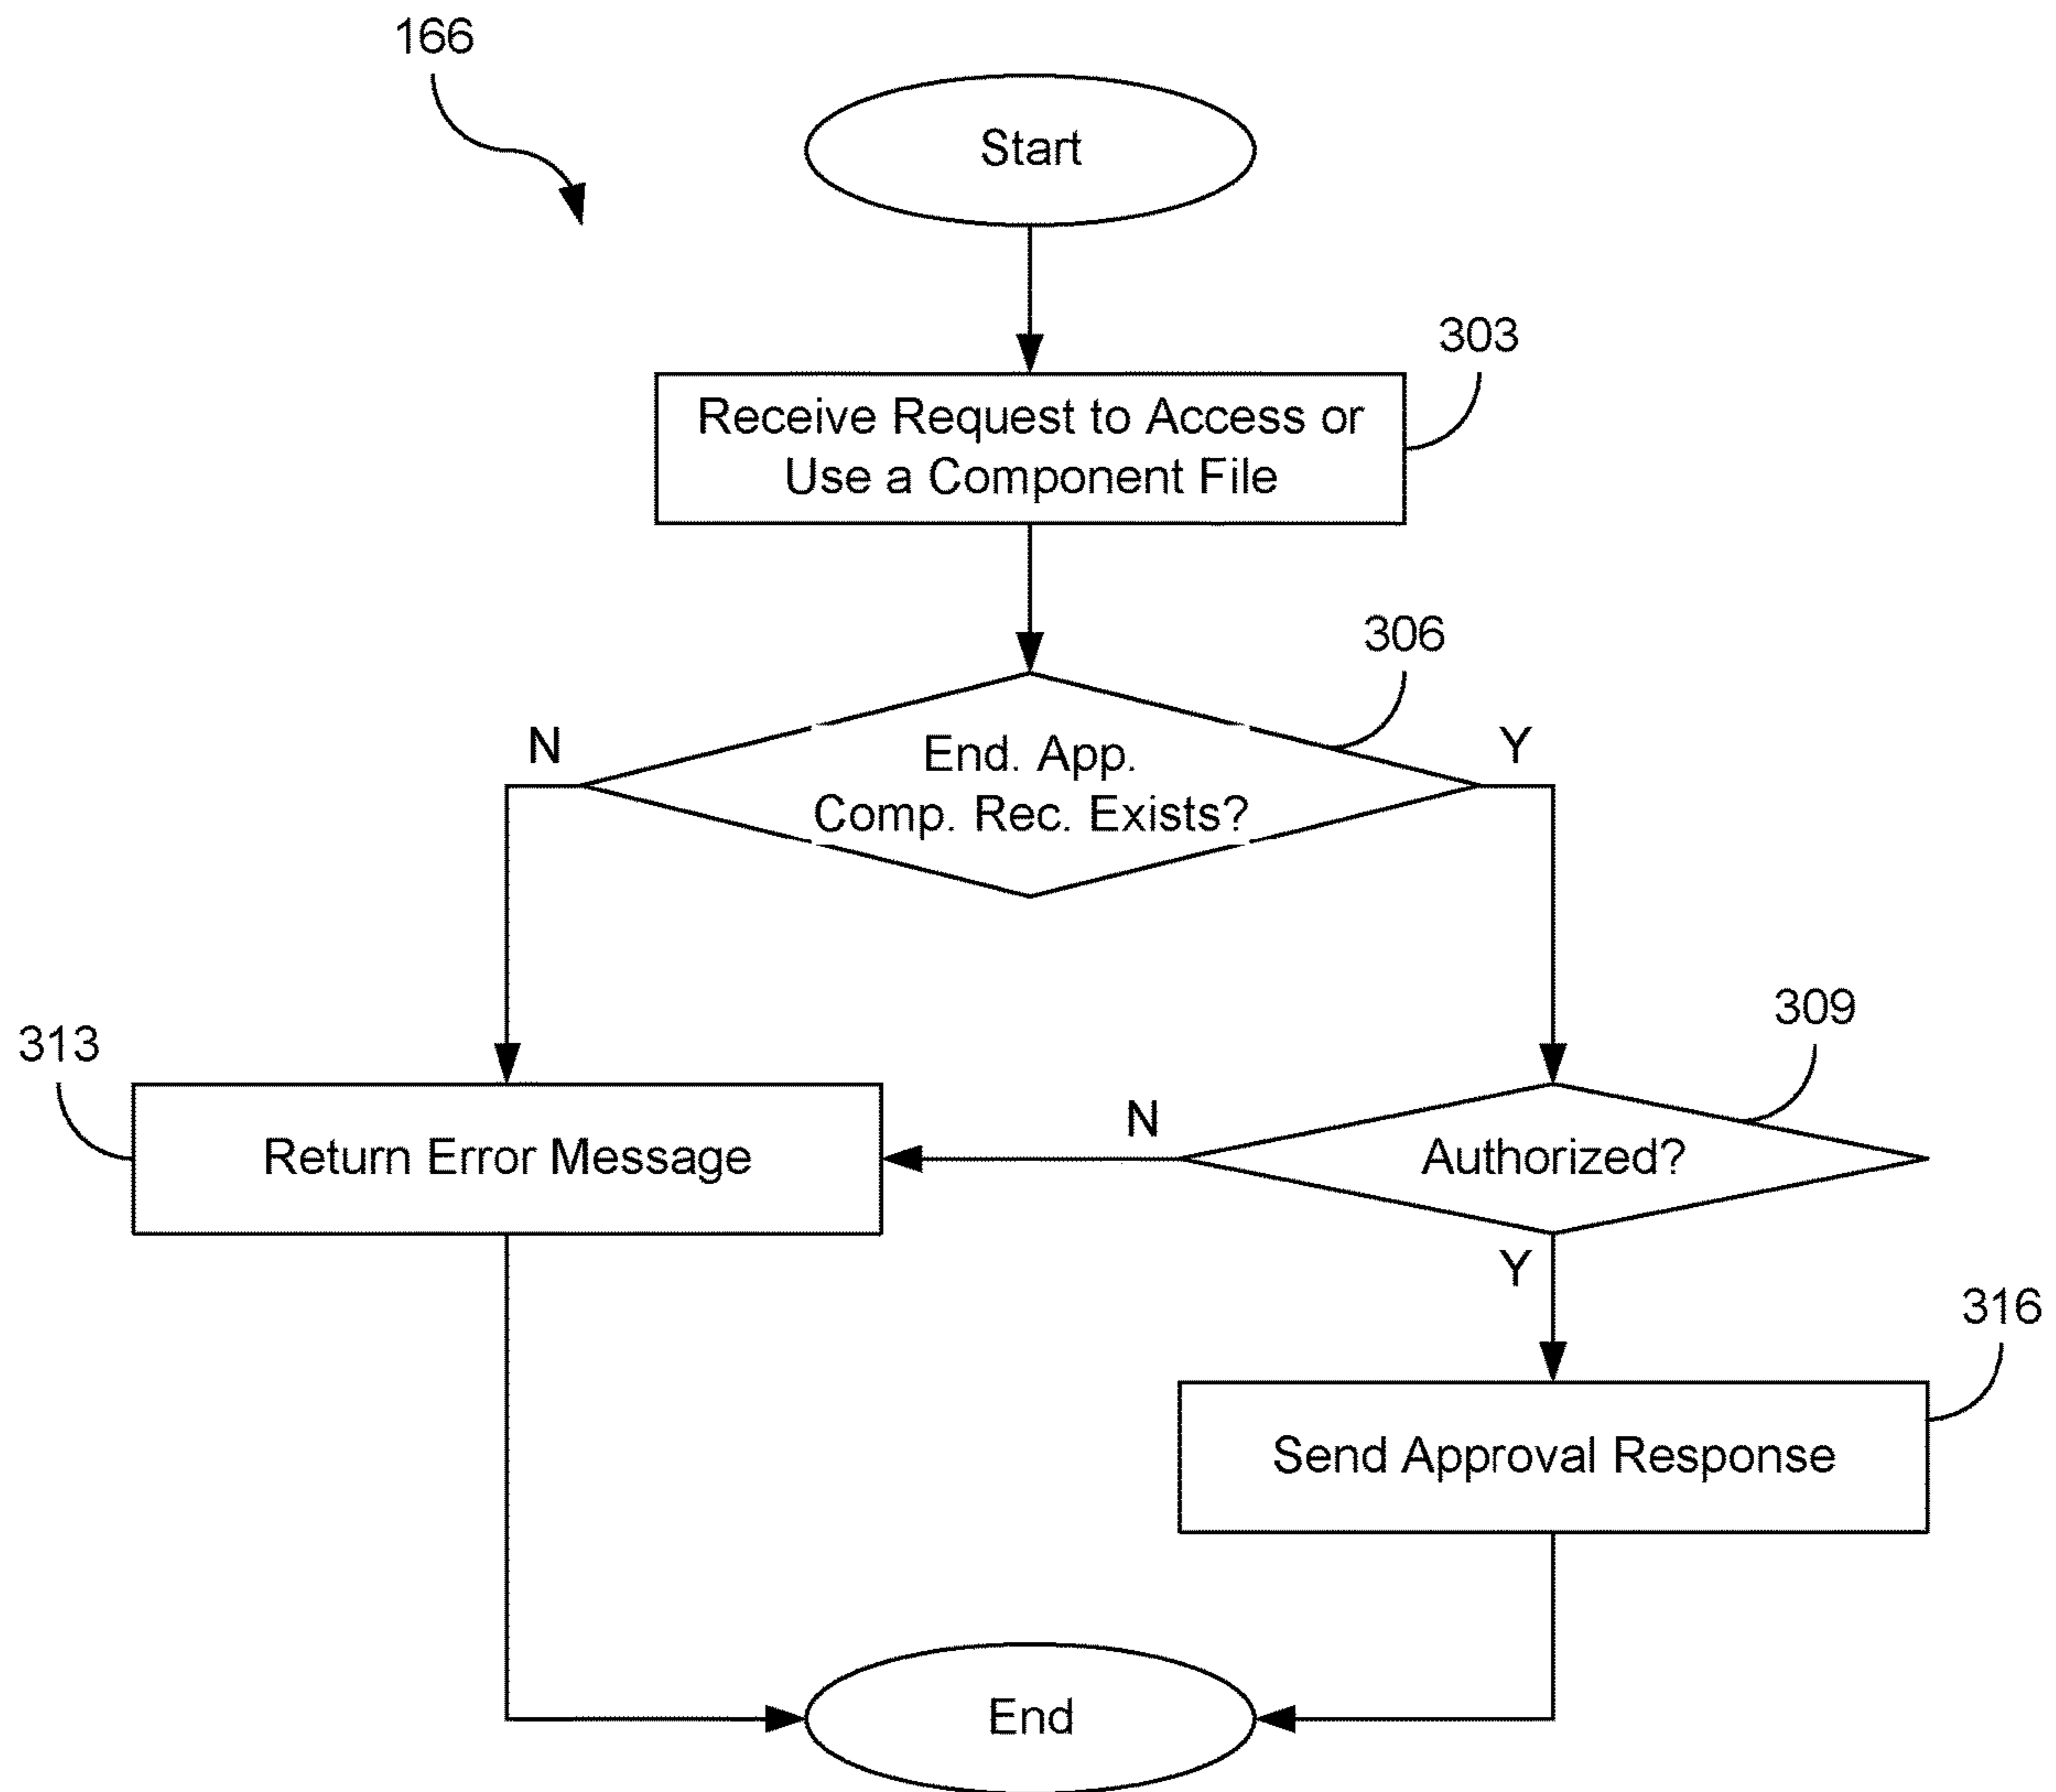 166
Start
303
Receive Request to Access or
Use a Component File
306
N
Y
End. App.
Comp. Rec. Exists?
309
313
N
Return Error Message
Authorized?
Y
316
Send Approval Response
End